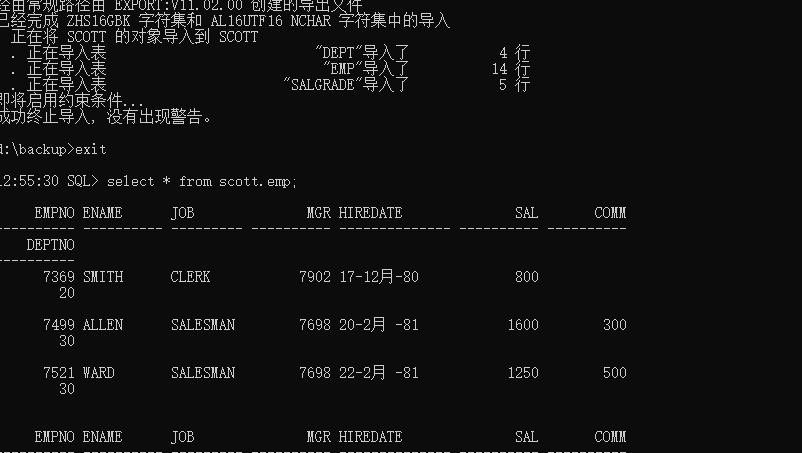 经由常规路径由 EXPORT:V11.02.00 创建的导出文件
已经完成 ZHS16GBK 字符集和 AL16UTF16 NCHAR 字符集中的导入
. 正在将 SCOTT 的对象导入到 SCOTT
. . 正在导入表 "DEPT"导入了 4 行
. . 正在导入表 "EMP"导入了 14 行
. . 正在导入表 "SALGRADE"导入了 5 行
即将启用约束条件...
成功终止导入, 没有出现警告。
d:\backup>exit
12:55:30 SQL> select * from scott.emp;
EMPNO ENAME JOB MGR HIREDATE SAL COMM
---------- ---------- --------- ---------- -------------- ---------- ----------
DEPTNO
----------
7369 SMITH CLERK 7902 17-12月-80 800
20
7499 ALLEN SALESMAN 7698 20-2月 -81 1600 300
30
7521 WARD SALESMAN 7698 22-2月 -81 1250 500
30
EMPNO ENAME JOB MGR HIREDATE SAL COMM
---------- ---------- --------- ---------- -------------- ---------- ----------